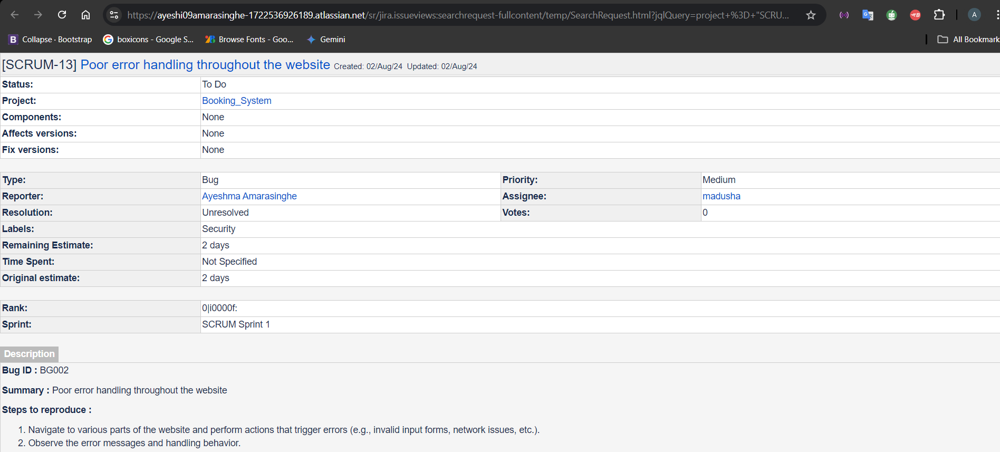 https://ayeshi09amarasinghe-1722536926189.atlassian.net/sr/jira.issueviews:searchrequest-fullcontent/temp/SearchRequest.html?jqlQuery=project+%3D+"SCRU...
A
B Collapse · Bootstrap boxicons - Google S... Browse Fonts - Goo... Gemini All Bookmark
[SCRUM-13] Poor error handling throughout the website Created: 02/Aug/24 Updated: 02/Aug/24
Status: To Do
Project: Booking_System
Components: None
Affects versions: None
Fix versions: None
Type: Bug Priority: Medium
Reporter: Ayeshma Amarasinghe Assignee: madusha
Resolution: Unresolved Votes: 0
Labels: Security
Remaining Estimate: 2 days
Time Spent: Not Specified
Original estimate: 2 days
Rank: 0|i0000f:
Sprint: SCRUM Sprint 1
Description
Bug ID : BG002
Summary : Poor error handling throughout the website
Steps to reproduce :
1. Navigate to various parts of the website and perform actions that trigger errors (e.g., invalid input forms, network issues, etc.).
2. Observe the error messages and handling behavior.